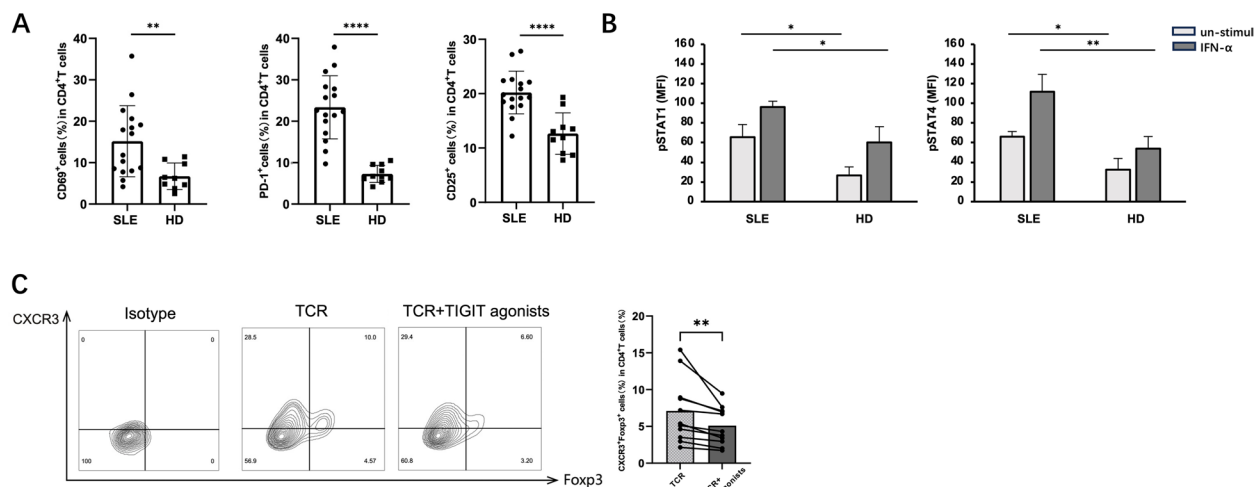 A
**
40
30
20
10
0
CD69⁺cells(%) in CD4⁺T cells
SLE
HD
****
40
30
20
10
0
PD-1⁺cells(%) in CD4⁺T cells
SLE
HD
****
30
20
10
0
CD25⁺ cells(%) in CD4⁺T cells
SLE
HD
B
*
*
160
140
120
100
80
60
40
20
0
pSTAT1 (MFI)
SLE
HD
*
**
160
140
120
100
80
60
40
20
0
pSTAT4 (MFI)
SLE
HD
un-stimul
IFN-α
C
CXCR3
Isotype
0
0
100
0
TCR
28.5
10.0
56.9
4.57
TCR+TIGIT agonists
29.4
6.60
60.8
3.20
Foxp3
**
20
15
10
5
0
CXCR3⁺Foxp3⁺ cells(%) in CD4⁺T cells(%)
TCR